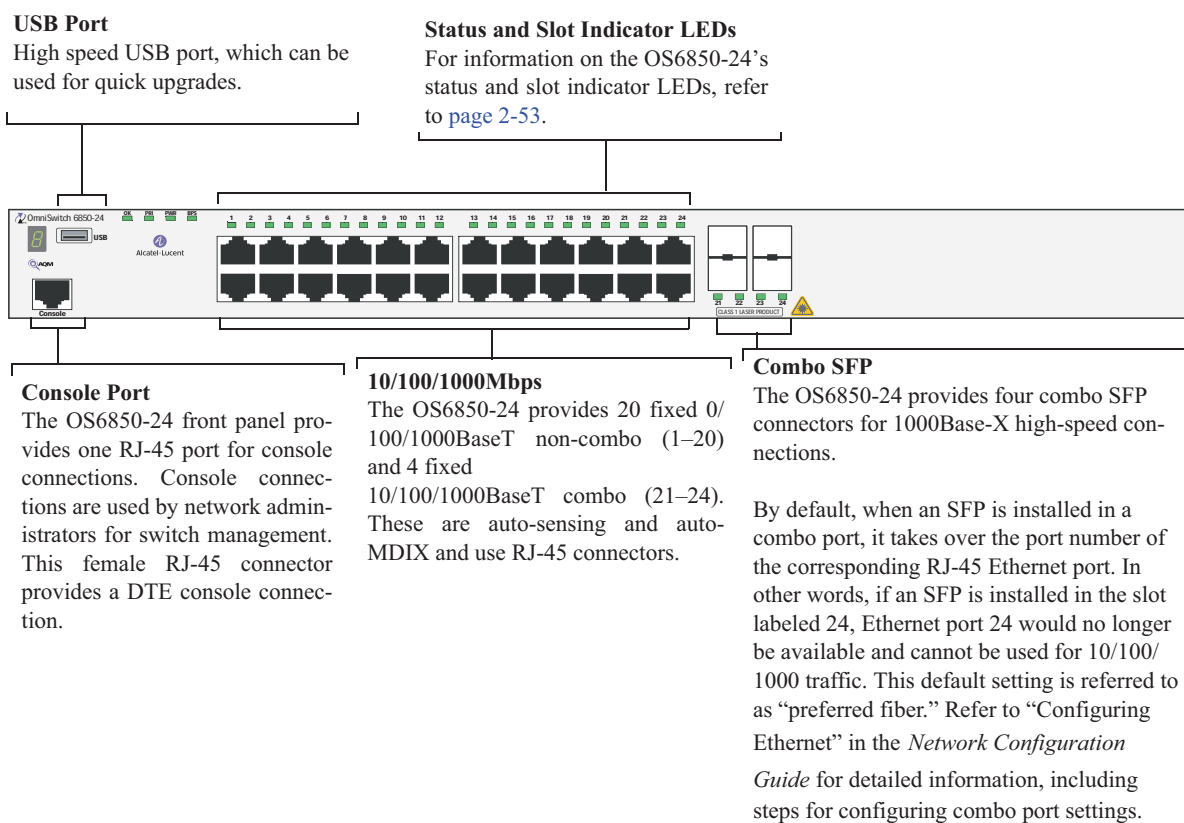 USB Port
High speed USB port, which can be
used for quick upgrades.
Status and Slot Indicator LEDs
For information on the OS6850-24's
status and slot indicator LEDs, refer
to page 2-53.
OmniSwitch 6850-24
OK PRI PWR BPS
USB
AQM
Alcatel-Lucent
Console
1 2 3 4 5 6 7 8 9 10 11 12
13 14 15 16 17 18 19 20 21 22 23 24
21 22 23 24
CLASS 1 LASER PRODUCT
Console Port
The OS6850-24 front panel pro-
vides one RJ-45 port for console
connections. Console connec-
tions are used by network admin-
istrators for switch management.
This female RJ-45 connector
provides a DTE console connec-
tion.
10/100/1000Mbps
The OS6850-24 provides 20 fixed 0/
100/1000BaseT non-combo (1–20)
and 4 fixed
10/100/1000BaseT combo (21–24).
These are auto-sensing and auto-
MDIX and use RJ-45 connectors.
Combo SFP
The OS6850-24 provides four combo SFP
connectors for 1000Base-X high-speed con-
nections.
By default, when an SFP is installed in a
combo port, it takes over the port number of
the corresponding RJ-45 Ethernet port. In
other words, if an SFP is installed in the slot
labeled 24, Ethernet port 24 would no longer
be available and cannot be used for 10/100/
1000 traffic. This default setting is referred to
as “preferred fiber.” Refer to “Configuring
Ethernet” in the Network Configuration
Guide for detailed information, including
steps for configuring combo port settings.